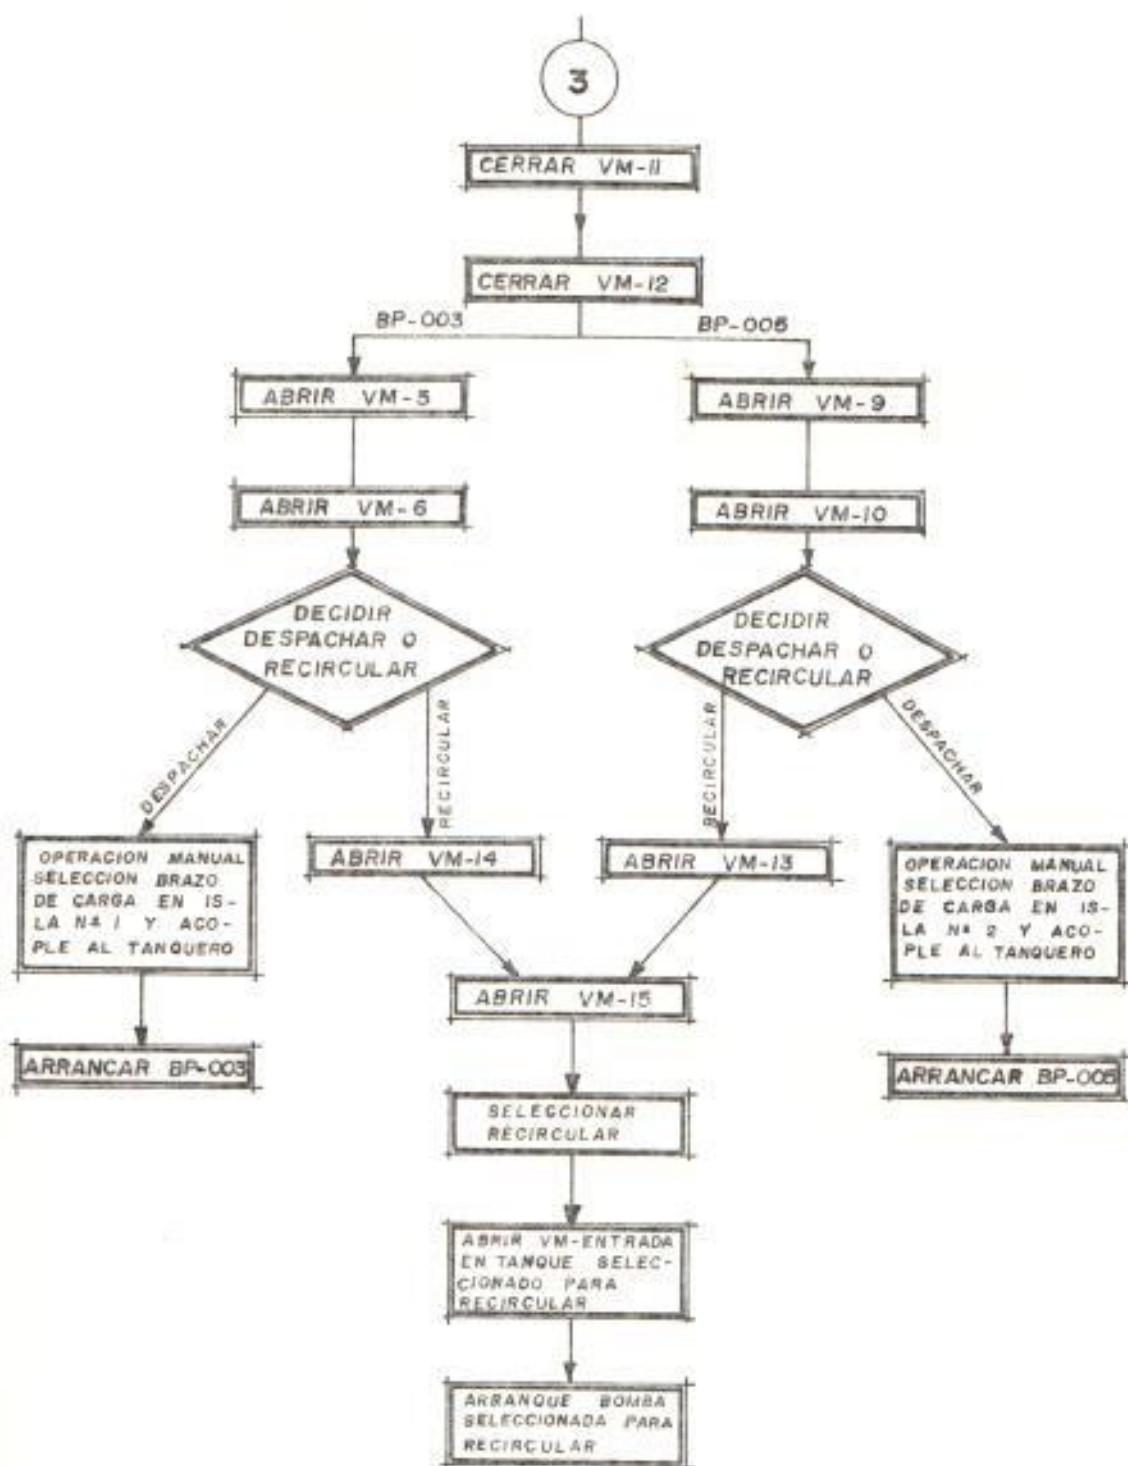 3
CERRAR VM-11
CERRAR VM-12
BP-003
BP-005
ABRIR VM-5
ABRIR VM-9
ABRIR VM-6
ABRIR VM-10
DECIDIR
DESPACHAR O
RECIRCULAR
DECIDIR
DESPACHAR O
RECIRCULAR
DESPACHAR
RECIRCULAR
RECIRCULAR
DESPACHAR
OPERACION MANUAL
SELECCION BRAZO
DE CARGA EN IS-
LA Nº 1 Y ACO-
PLE AL TANQUERO
ABRIR VM-14
ABRIR VM-13
OPERACION MANUAL
SELECCION BRAZO
DE CARGA EN IS-
LA Nº 2 Y ACO-
PLE AL TANQUERO
ABRIR VM-15
ARRANCAR BP-003
ARRANCAR BP-005
SELECCIONAR
RECIRCULAR
ABRIR VM-ENTRADA
EN TANQUE SELEC-
CIONADO PARA
RECIRCULAR
ARRANQUE BOMBA
SELECCIONADA PARA
RECIRCULAR